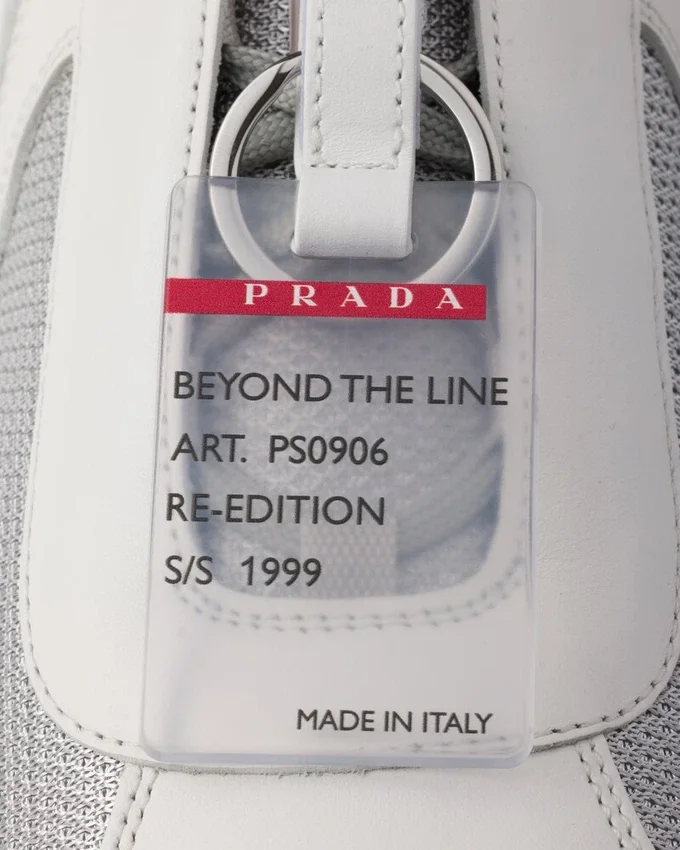 PRADA
BEYOND THE LINE
ART. PS0906
RE-EDITION
S/S 1999
MADE IN ITALY